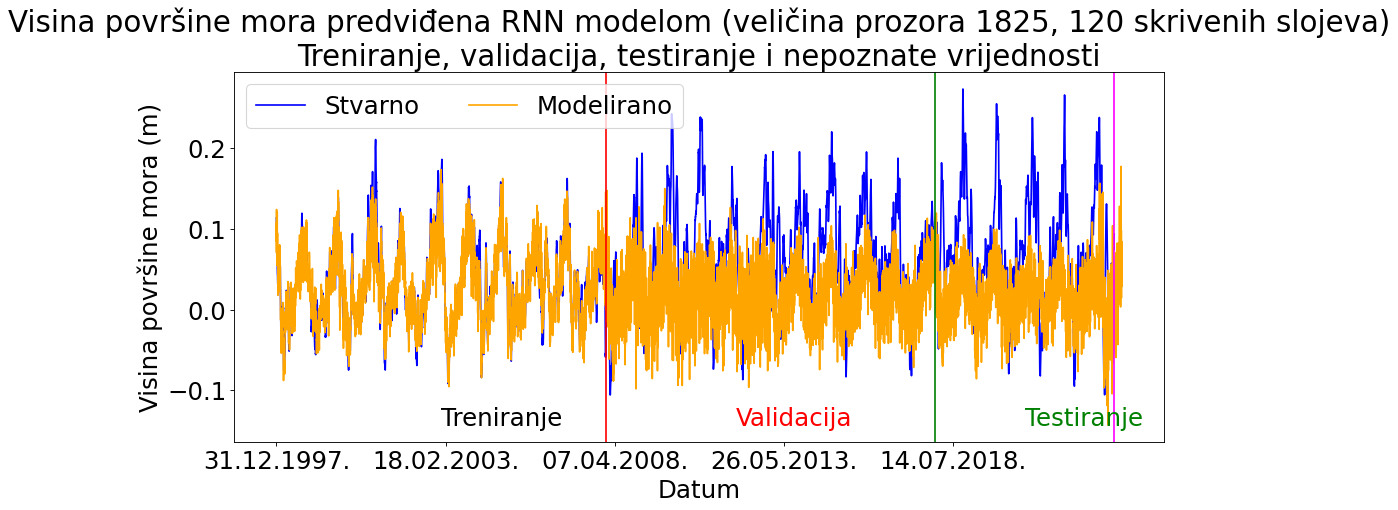 Visina površine mora predviđena RNN modelom (veličina prozora 1825, 120 skrivenih slojeva)
Treniranje, validacija, testiranje i nepoznate vrijednosti
Stvarno
Modelirano
Visina površine mora (m)
0.2
0.1
0.0
−0.1
Treniranje
Validacija
Testiranje
31.12.1997.
18.02.2003.
07.04.2008.
26.05.2013.
14.07.2018.
Datum